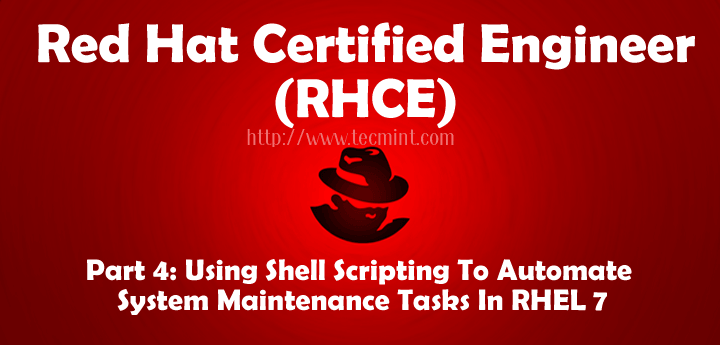 Red Hat Certified Engineer
(RHCE)
http://www.tecmint.com
Part 4: Using Shell Scripting To Automate
System Maintenance Tasks In RHEL 7